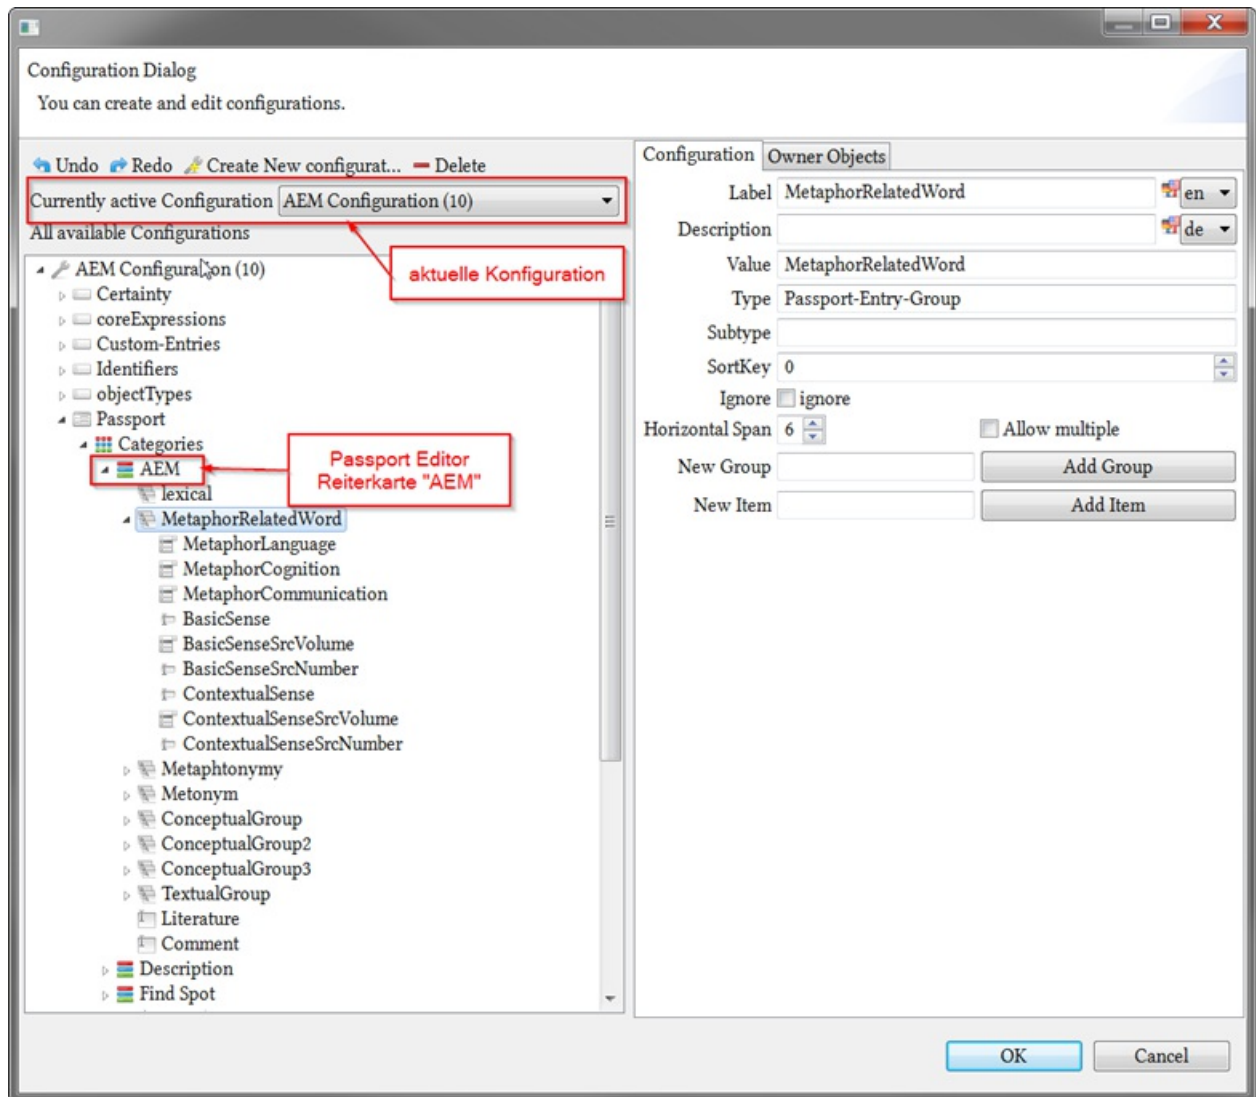 Configuration Dialog
You can create and edit configurations.
Undo Redo Create New configurat... Delete
Currently active Configuration AEM Configuration (10)
All available Configurations
aktuelle Konfiguration
AEM Configuration (10)
Certainty
coreExpressions
Custom-Entries
Identifiers
objectTypes
Passport
Categories
AEM
Passport Editor
Reiterkarte "AEM"
lexical
MetaphorRelatedWord
MetaphorLanguage
MetaphorCognition
MetaphorCommunication
BasicSense
BasicSenseSrcVolume
BasicSenseSrcNumber
ContextualSense
ContextualSenseSrcVolume
ContextualSenseSrcNumber
Metaphtonymy
Metonym
ConceptualGroup
ConceptualGroup2
ConceptualGroup3
TextualGroup
Literature
Comment
Description
Find Spot
Configuration Owner Objects
Label MetaphorRelatedWord en
Description de
Value MetaphorRelatedWord
Type Passport-Entry-Group
Subtype
SortKey 0
Ignore ignore
Horizontal Span 6 Allow multiple
New Group Add Group
New Item Add Item
OK Cancel